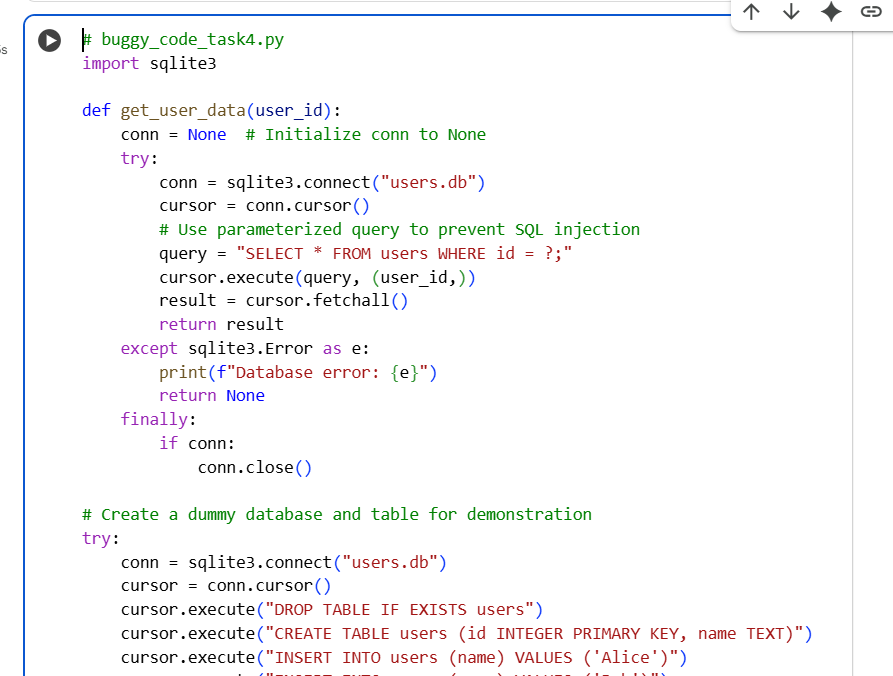 # buggy_code_task4.py
import sqlite3
def get_user_data(user_id):
    conn = None  # Initialize conn to None
    try:
        conn = sqlite3.connect("users.db")
        cursor = conn.cursor()
        # Use parameterized query to prevent SQL injection
        query = "SELECT * FROM users WHERE id = ?;"
        cursor.execute(query, (user_id,))
        result = cursor.fetchall()
        return result
    except sqlite3.Error as e:
        print(f"Database error: {e}")
        return None
    finally:
        if conn:
            conn.close()
# Create a dummy database and table for demonstration
try:
    conn = sqlite3.connect("users.db")
    cursor = conn.cursor()
    cursor.execute("DROP TABLE IF EXISTS users")
    cursor.execute("CREATE TABLE users (id INTEGER PRIMARY KEY, name TEXT)")
    cursor.execute("INSERT INTO users (name) VALUES ('Alice')")